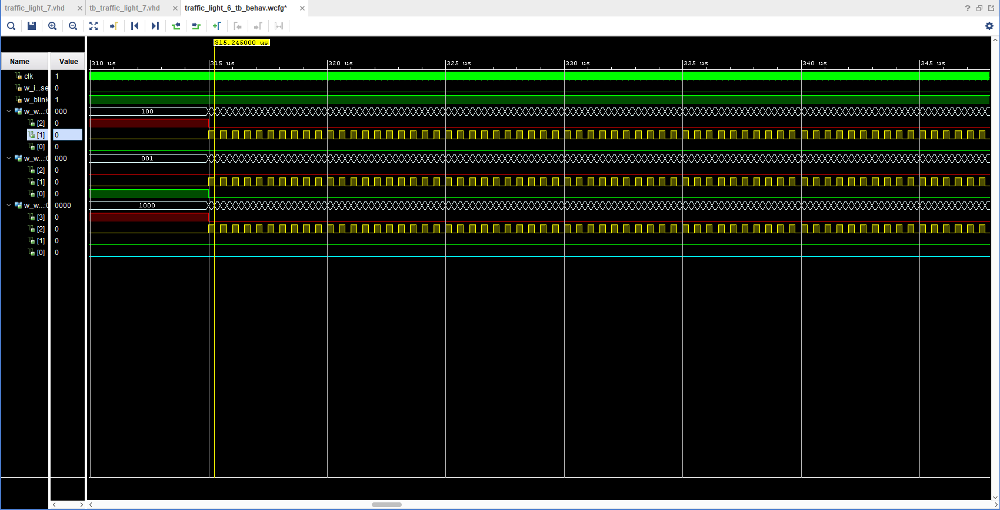 traffic_light_7.vhd tb_traffic_light_7.vhd traffic_light_6_tb_behav.wcfg*
315.245000 us
Name Value
310 us 315 us 320 us 325 us 330 us 335 us 340 us 345 us
clk 1
w_i...se 0
w_blink 1
w_w...:0 000 100
[2] 0
[1] 0
[0] 0
w_w...:0 000 001
[2] 0
[1] 0
[0] 0
w_w...:0 0000 1000
[3] 0
[2] 0
[1] 0
[0] 0